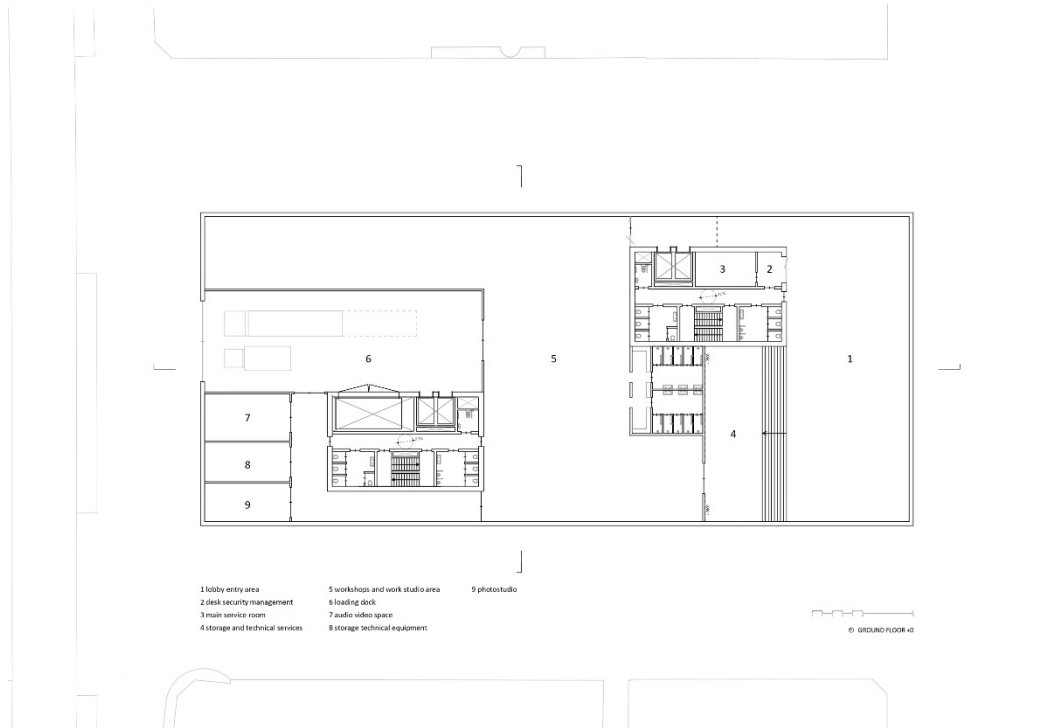 3
2
6
5
1
7
4
8
9
1 lobby entry area
2 desk security management
3 main service room
4 storage and technical services
5 workshops and work studio area
6 loading dock
7 audio video space
8 storage technical equipment
9 photostudio
GROUND FLOOR +0